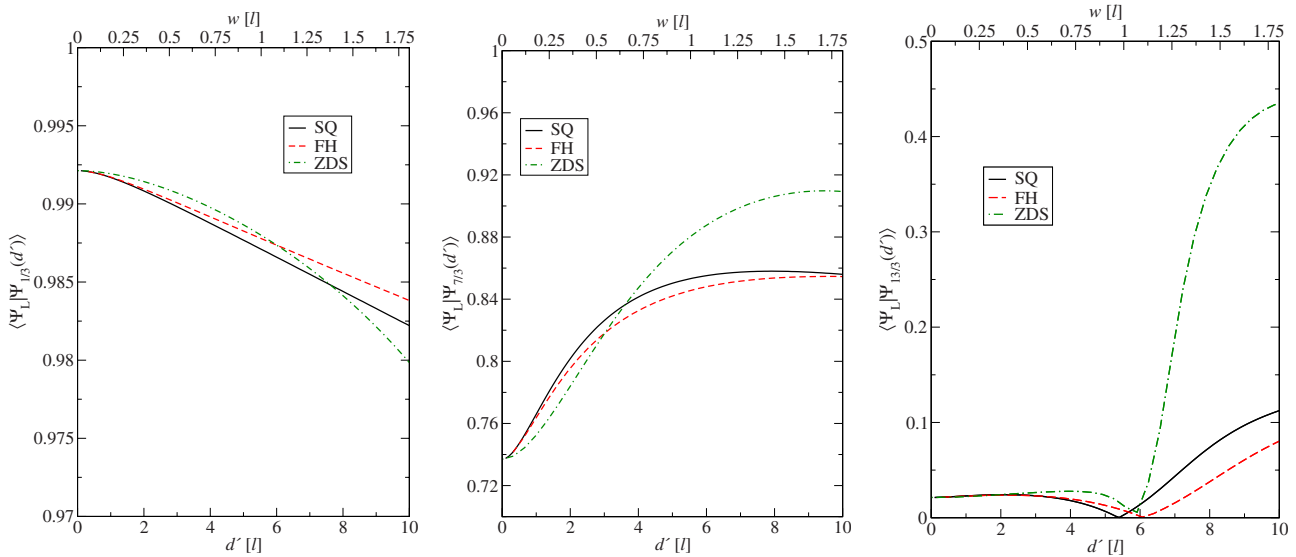 w [l]
0 0.25 0.5 0.75 1 1.25 1.5 1.75
1
0.995
0.99
0.985
0.98
0.975
0.97
⟨Ψ_L|Ψ_1/3(d´)⟩
SQ
FH
ZDS
0 2 4 6 8 10
d´ [l]
w [l]
0 0.25 0.5 0.75 1 1.25 1.5 1.75
1
0.96
0.92
0.88
0.84
0.8
0.76
0.72
⟨Ψ_L|Ψ_7/3(d´)⟩
SQ
FH
ZDS
0 2 4 6 8 10
d´ [l]
w [l]
0 0.25 0.5 0.75 1 1.25 1.5 1.75
0.5
0.4
0.3
0.2
0.1
0
⟨Ψ_L|Ψ_13/3(d´)⟩
SQ
FH
ZDS
0 2 4 6 8 10
d´ [l]